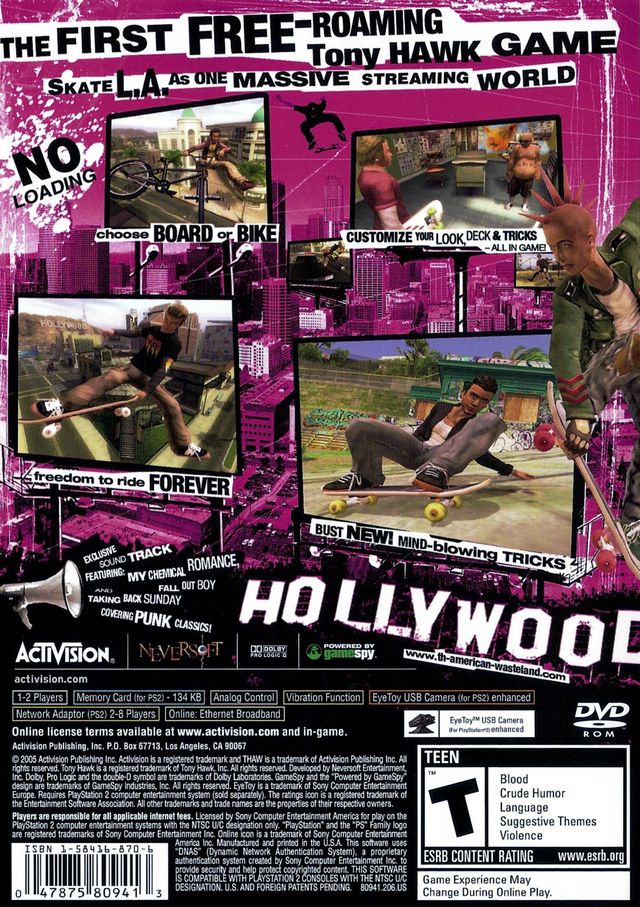 THE FIRST FREE-ROAMING
Tony HAWK GAME
SKATE L.A. AS ONE MASSIVE STREAMING WORLD
NO
LOADING
choose BOARD or BIKE
CUSTOMIZE YOUR LOOK, DECK & TRICKS
- ALL IN GAME!
HOLLYWOOD
freedom to ride FOREVER
BUST NEW! MIND-blowing TRICKS
EXCLUSIVE
SOUND TRACK
FEATURING: MY CHEMICAL ROMANCE,
FALL OUT BOY
AND
TAKING BACK SUNDAY
COVERING PUNK CLASSICS!
HOLLYWOOD
www.th-american-wasteland.com
ACTIVISION®
NEVERSOFT
DOLBY
PRO LOGIC II
POWERED BY
gamespy.
activision.com
1-2 Players
Memory Card (for PS2) - 134 KB
Analog Control
Vibration Function
EyeToy USB Camera (for PS2) enhanced
Network Adaptor (PS2) 2-8 Players
Online: Ethernet Broadband
EyeToy™ USB Camera
(for PlayStation®2) enhanced
DVD
ROM
Online license terms available at www.activision.com and in-game.
Activision Publishing, Inc. P.O. Box 67713, Los Angeles, CA 90067
© 2005 Activision Publishing, Inc. Activision is a registered trademark and THAW is a trademark of Activision Publishing, Inc. All
rights reserved. Tony Hawk is a registered trademark of Tony Hawk, Inc. All rights reserved. Developed by Neversoft Entertainment,
Inc. Dolby, Pro Logic and the double-D symbol are trademarks of Dolby Laboratories. GameSpy and the "Powered by GameSpy"
design are trademarks of GameSpy Industries, Inc. All rights reserved. EyeToy is a trademark of Sony Computer Entertainment
Europe. Requires PlayStation 2 computer entertainment system (sold separately). The ratings icon is a registered trademark of
the Entertainment Software Association. All other trademarks and trade names are the properties of their respective owners.
Players are responsible for all applicable internet fees. Licensed by Sony Computer Entertainment America for play on the
PlayStation 2 computer entertainment systems with the NTSC U/C designation only. "PlayStation" and the "PS" Family logo
are registered trademarks of Sony Computer Entertainment Inc. Online icon is a trademark of Sony Computer Entertainment
America Inc. Manufactured and printed in the U.S.A. This software uses
"DNAS" (Dynamic Network Authentication System), a proprietary
authentication system created by Sony Computer Entertainment Inc. to
provide security and help protect copyrighted content. THIS SOFTWARE
IS COMPATIBLE WITH PLAYSTATION 2 CONSOLES WITH THE NTSC U/C
DESIGNATION. U.S. AND FOREIGN PATENTS PENDING. 80941.206.US
ISBN 1-58416-870-6
0 47875 80941 3
TEEN
T
™
Blood
Crude Humor
Language
Suggestive Themes
Violence
ESRB CONTENT RATING www.esrb.org
Game Experience May
Change During Online Play.